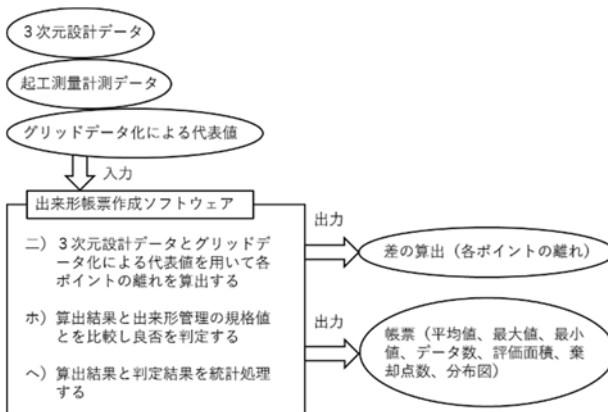 ３次元設計データ
起工測量計測データ
グリッドデータ化による代表値
入力
出来形帳票作成ソフトウェア
二）３次元設計データとグリッドデ
ータ化による代表値を用いて各
ポイントの離れを算出する
ホ）算出結果と出来形管理の規格値
とを比較し良否を判定する
へ）算出結果と判定結果を統計処理
する
出力
差の算出（各ポイントの離れ）
出力
帳票（平均値、最大値、最小
値、データ数、評価面積、棄
却点数、分布図）